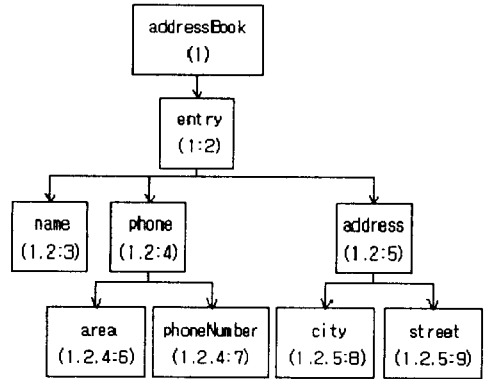 addressBook
(1)
entry
(1:2)
name
(1.2:3)
phone
(1.2:4)
address
(1.2:5)
area
(1.2.4:6)
phoneNumber
(1.2.4:7)
city
(1.2.5:8)
street
(1.2.5:9)